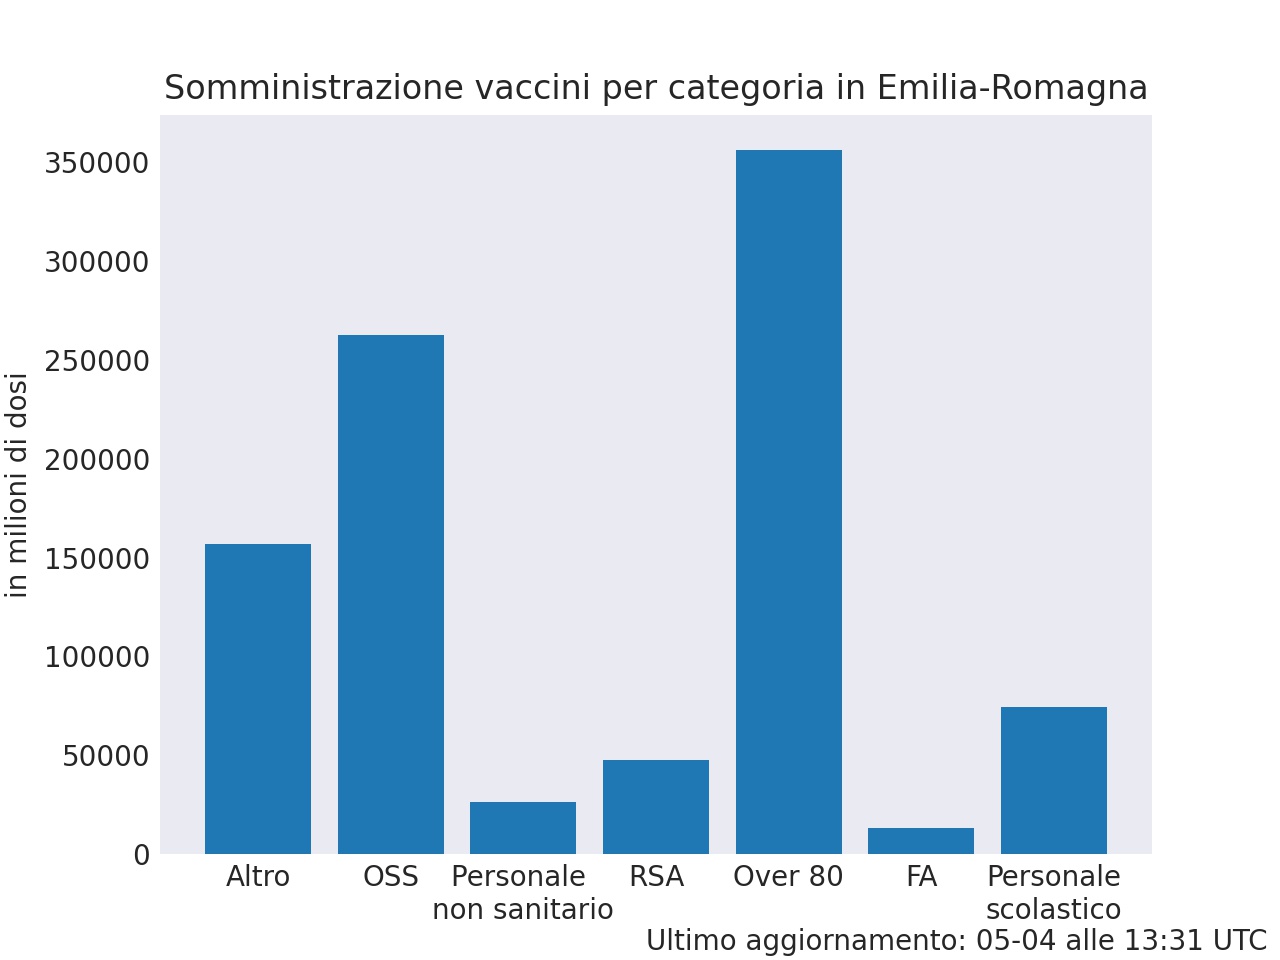 Somministrazione vaccini per categoria in Emilia-Romagna
in milioni di dosi
350000
300000
250000
200000
150000
100000
50000
0
Altro OSS Personale non sanitario RSA Over 80 FA Personale scolastico
Ultimo aggiornamento: 05-04 alle 13:31 UTC